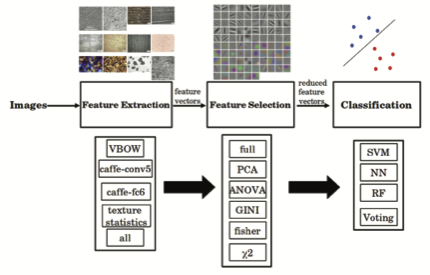 Images
Feature Extraction
feature
vectors
Feature Selection
reduced
feature
vectors
Classification
VBOW
caffe-conv5
caffe-fc6
texture
statistics
all
full
PCA
ANOVA
GINI
fisher
χ2
SVM
NN
RF
Voting